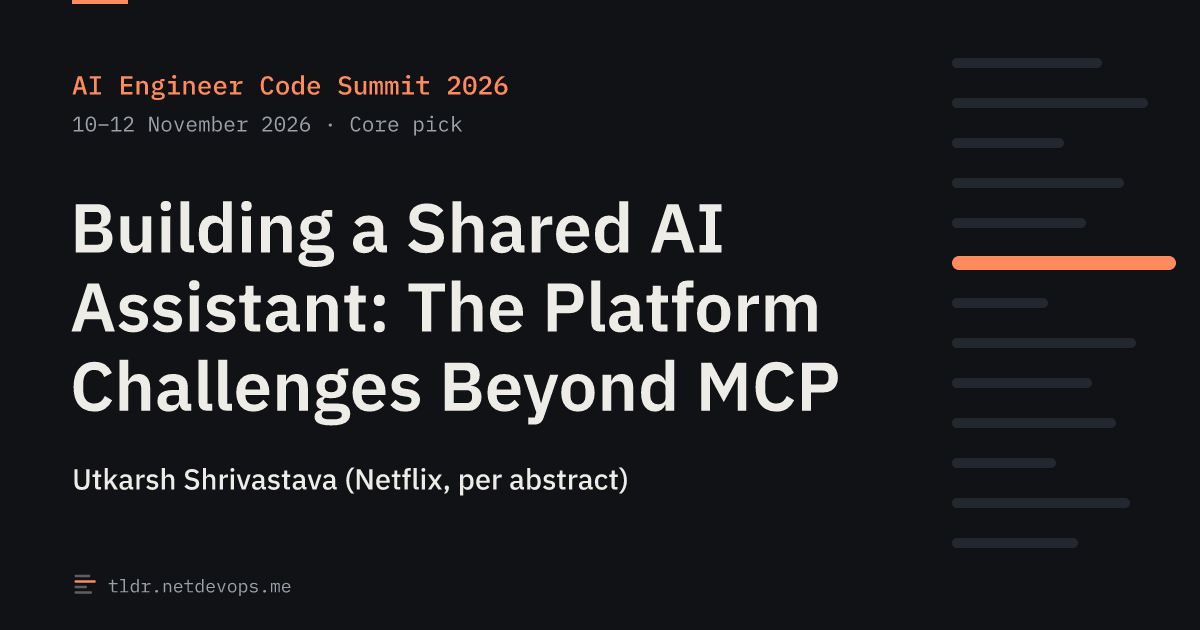 AI Engineer Code Summit 2026
10–12 November 2026 · Core pick
Building a Shared AI
Assistant: The Platform
Challenges Beyond MCP
Utkarsh Shrivastava (Netflix, per abstract)
tldr.netdevops.me